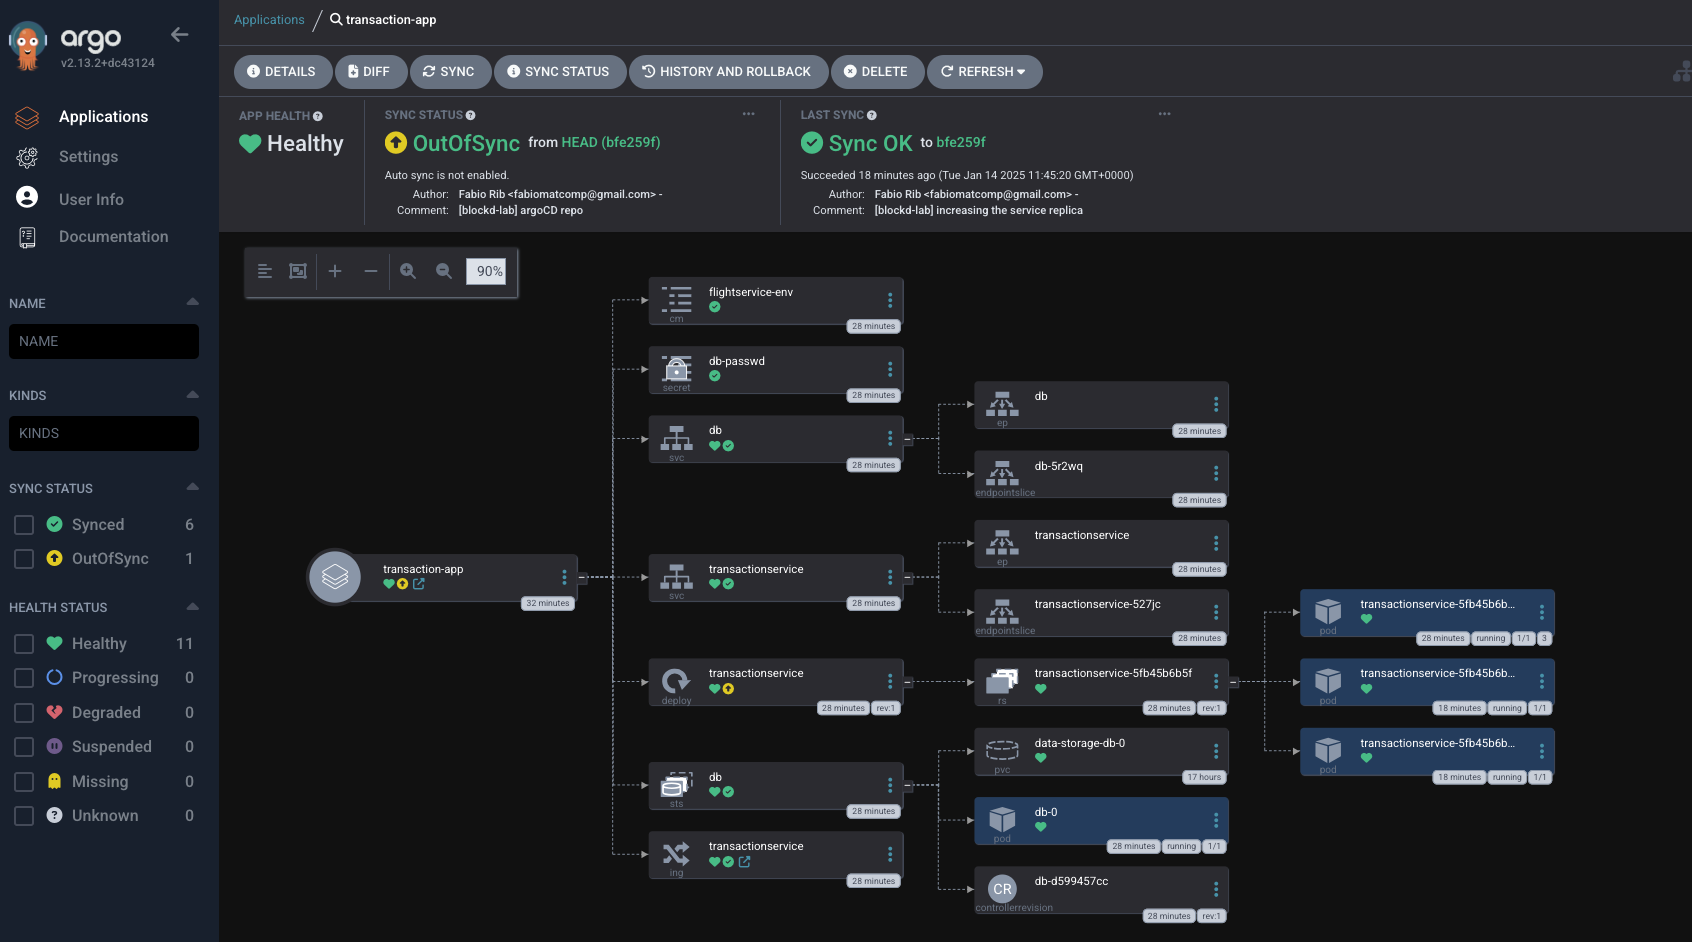 argo
v2.13.2+dc43124
Applications
Settings
User Info
Documentation
NAME
NAME
KINDS
KINDS
SYNC STATUS
Synced 6
OutOfSync 1
HEALTH STATUS
Healthy 11
Progressing 0
Degraded 0
Suspended 0
Missing 0
Unknown 0
Applications / transaction-app
DETAILS DIFF SYNC SYNC STATUS HISTORY AND ROLLBACK DELETE REFRESH
APP HEALTH
Healthy
SYNC STATUS
OutOfSync from HEAD (bfe259f)
Auto sync is not enabled.
Author: Fabio Rib <fabiomatcomp@gmail.com> -
Comment: [blockd-lab] argoCD repo
LAST SYNC
Sync OK to bfe259f
Succeeded 18 minutes ago (Tue Jan 14 2025 11:45:20 GMT+0000)
Author: Fabio Rib <fabiomatcomp@gmail.com> -
Comment: [blockd-lab] increasing the service replica
90%
transaction-app
32 minutes
flightservice-env
cm
28 minutes
db-passwd
secret
28 minutes
db
svc
28 minutes
transactionservice
svc
28 minutes
transactionservice
deploy
28 minutes rev:1
db
sts
28 minutes
transactionservice
ing
28 minutes
db
ep
28 minutes
db-5r2wq
endpointslice
28 minutes
transactionservice
ep
28 minutes
transactionservice-527jc
endpointslice
28 minutes
transactionservice-5fb45b6b5f
rs
28 minutes rev:1
data-storage-db-0
pvc
17 hours
db-0
pod
28 minutes running 1/1
CR
db-d599457cc
controllerrevision
28 minutes rev:1
transactionservice-5fb45b6b...
pod
28 minutes running 1/1 3
transactionservice-5fb45b6b...
pod
18 minutes running 1/1
transactionservice-5fb45b6b...
pod
18 minutes running 1/1